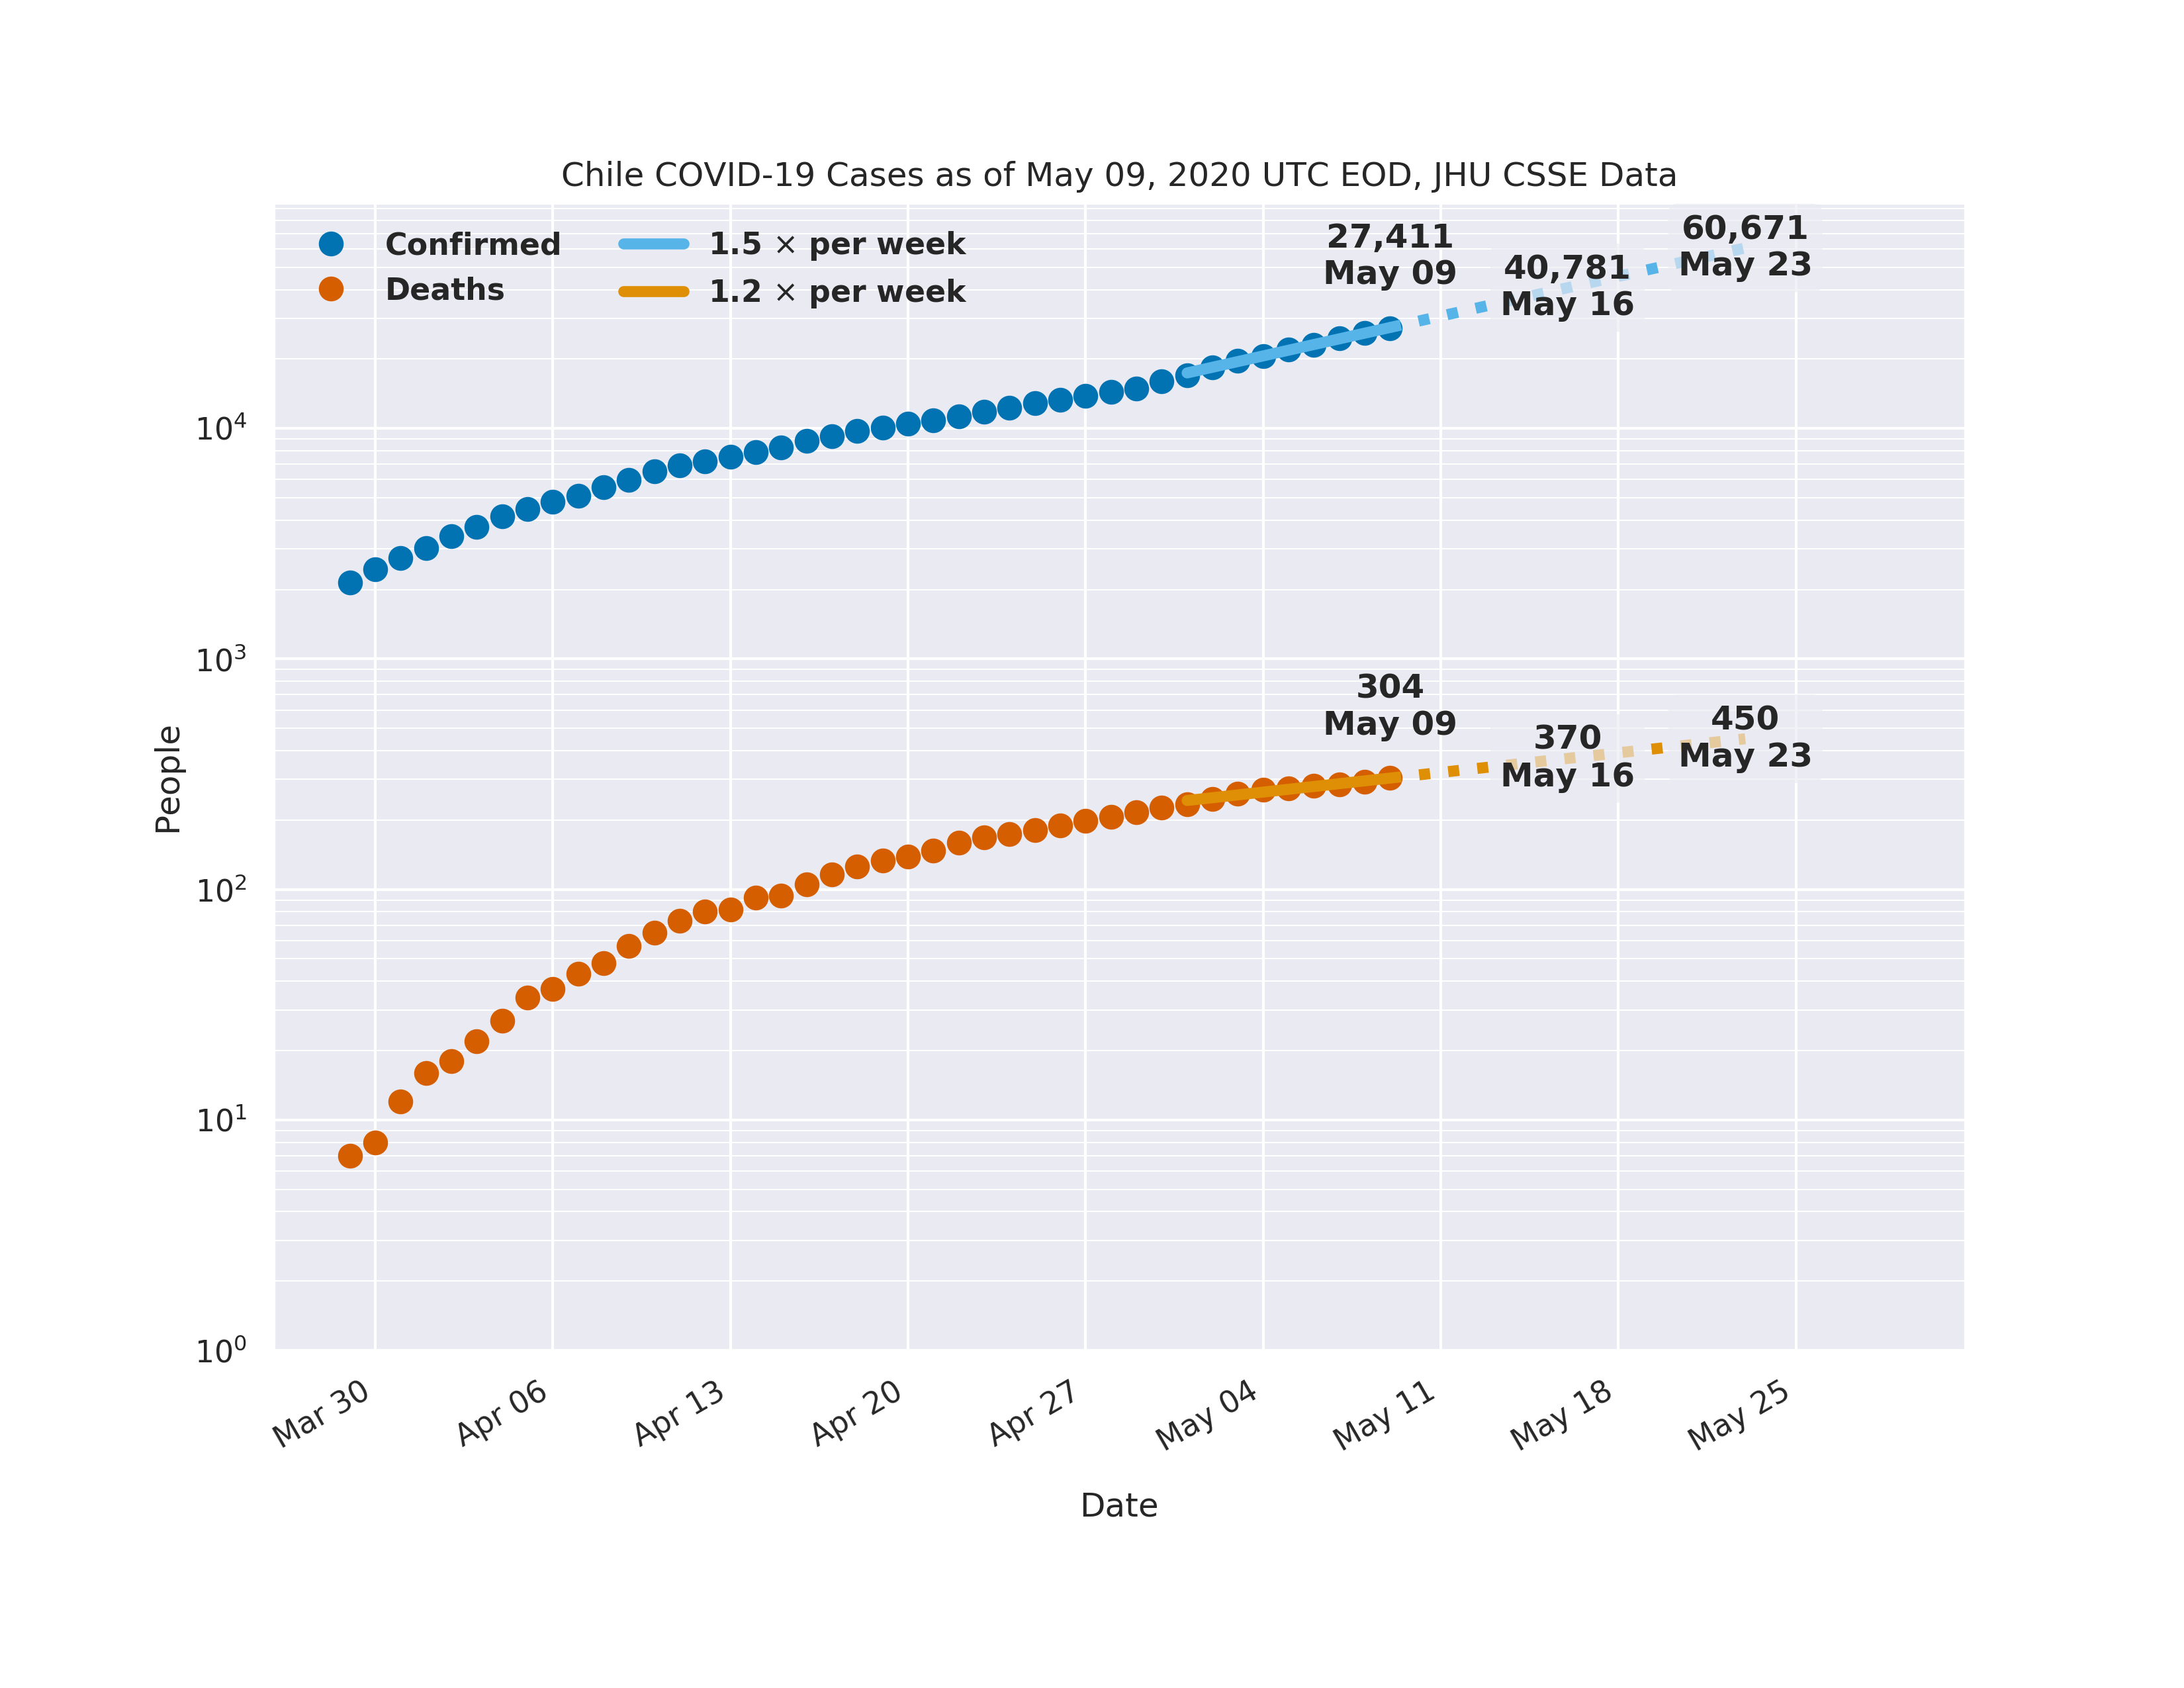 Chile COVID-19 Cases as of May 09, 2020 UTC EOD, JHU CSSE Data
Confirmed
Deaths
1.5 × per week
1.2 × per week
27,411
May 09
40,781
May 16
60,671
May 23
304
May 09
370
May 16
450
May 23
People
10⁴
10³
10²
10¹
10⁰
Mar 30
Apr 06
Apr 13
Apr 20
Apr 27
May 04
May 11
May 18
May 25
Date